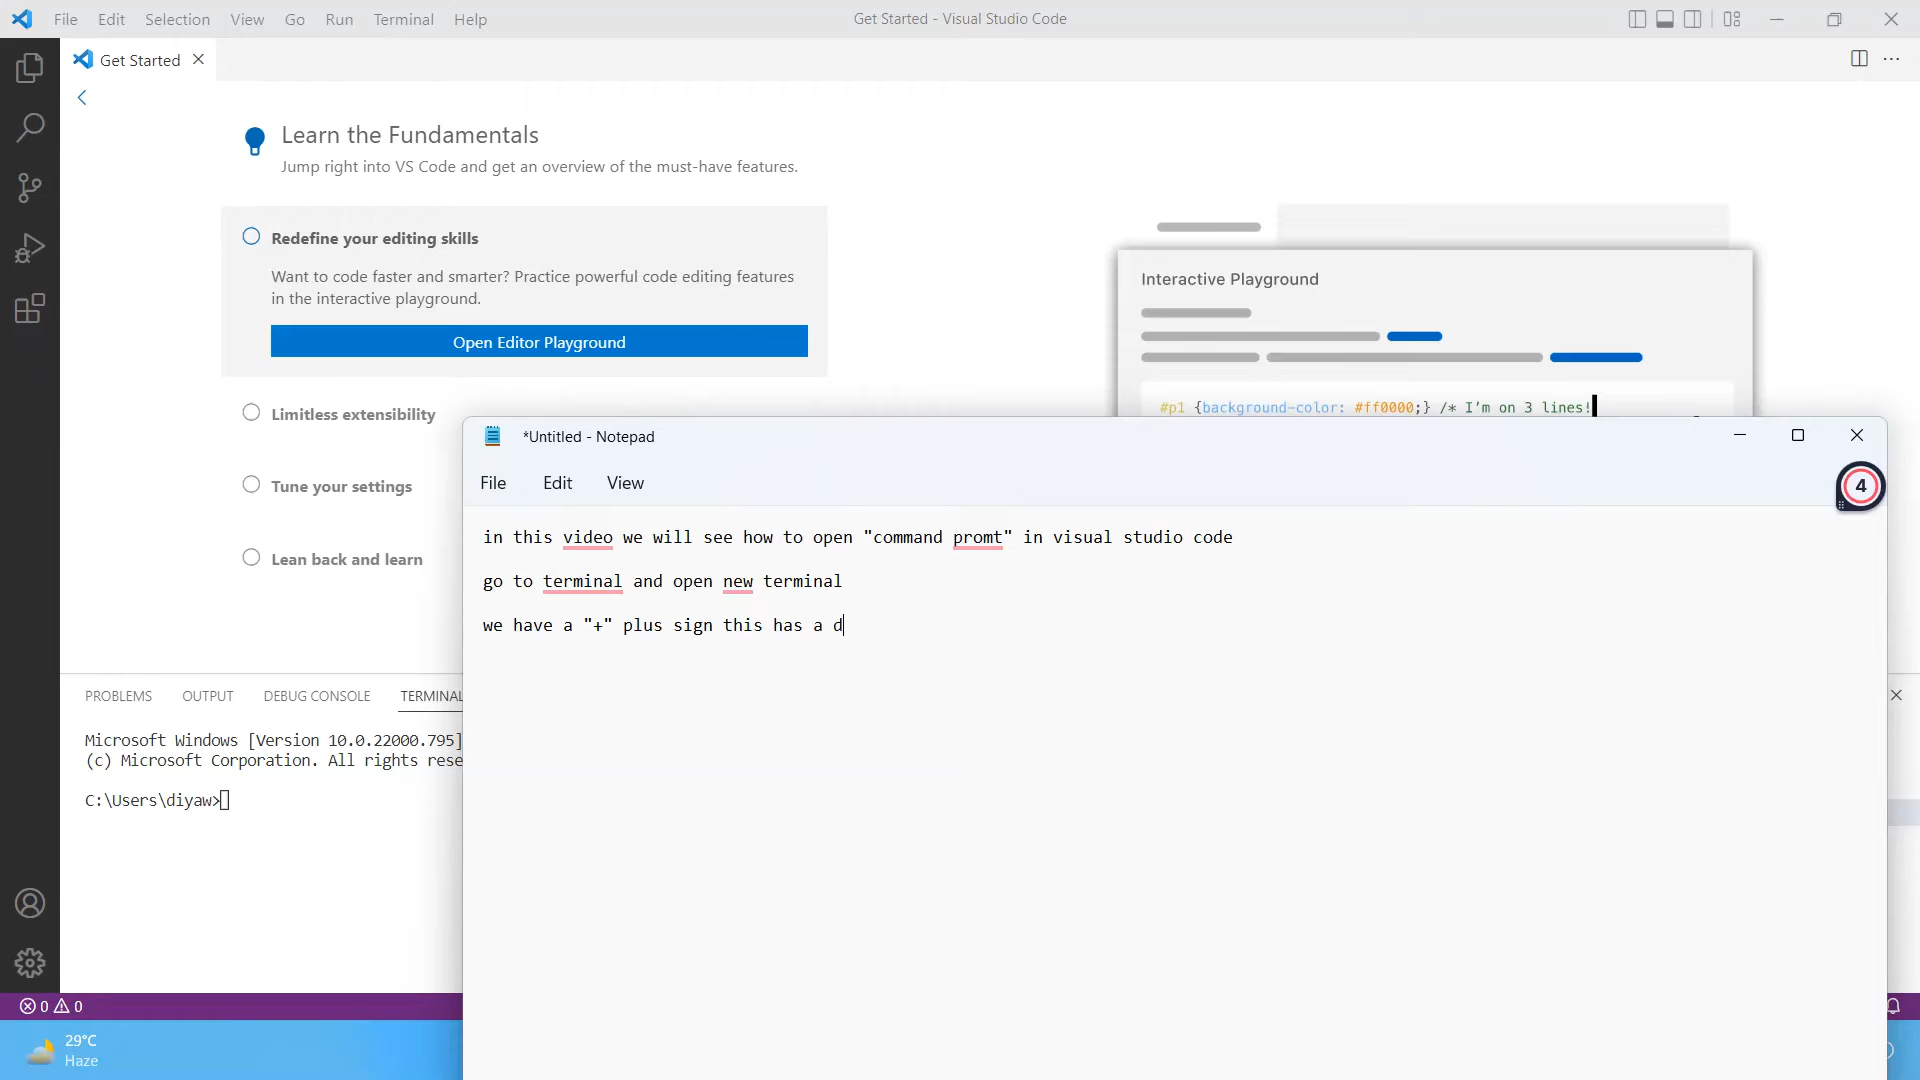 File Edit Selection View Go Run Terminal Help
Get Started - Visual Studio Code
Get Started
Learn the Fundamentals
Jump right into VS Code and get an overview of the must-have features.
Redefine your editing skills
Want to code faster and smarter? Practice powerful code editing features
in the interactive playground.
Open Editor Playground
Limitless extensibility
Tune your settings
Lean back and learn
Interactive Playground
#p1 {background-color: #ff0000;} /* I'm on 3 lines!
*Untitled - Notepad
File Edit View
4
in this video we will see how to open "command promt" in visual studio code
go to terminal and open new terminal
we have a "+" plus sign this has a d
PROBLEMS OUTPUT DEBUG CONSOLE TERMINAL
Microsoft Windows [Version 10.0.22000.795]
(c) Microsoft Corporation. All rights rese
C:\Users\diyaw>
0 0
29°C
Haze